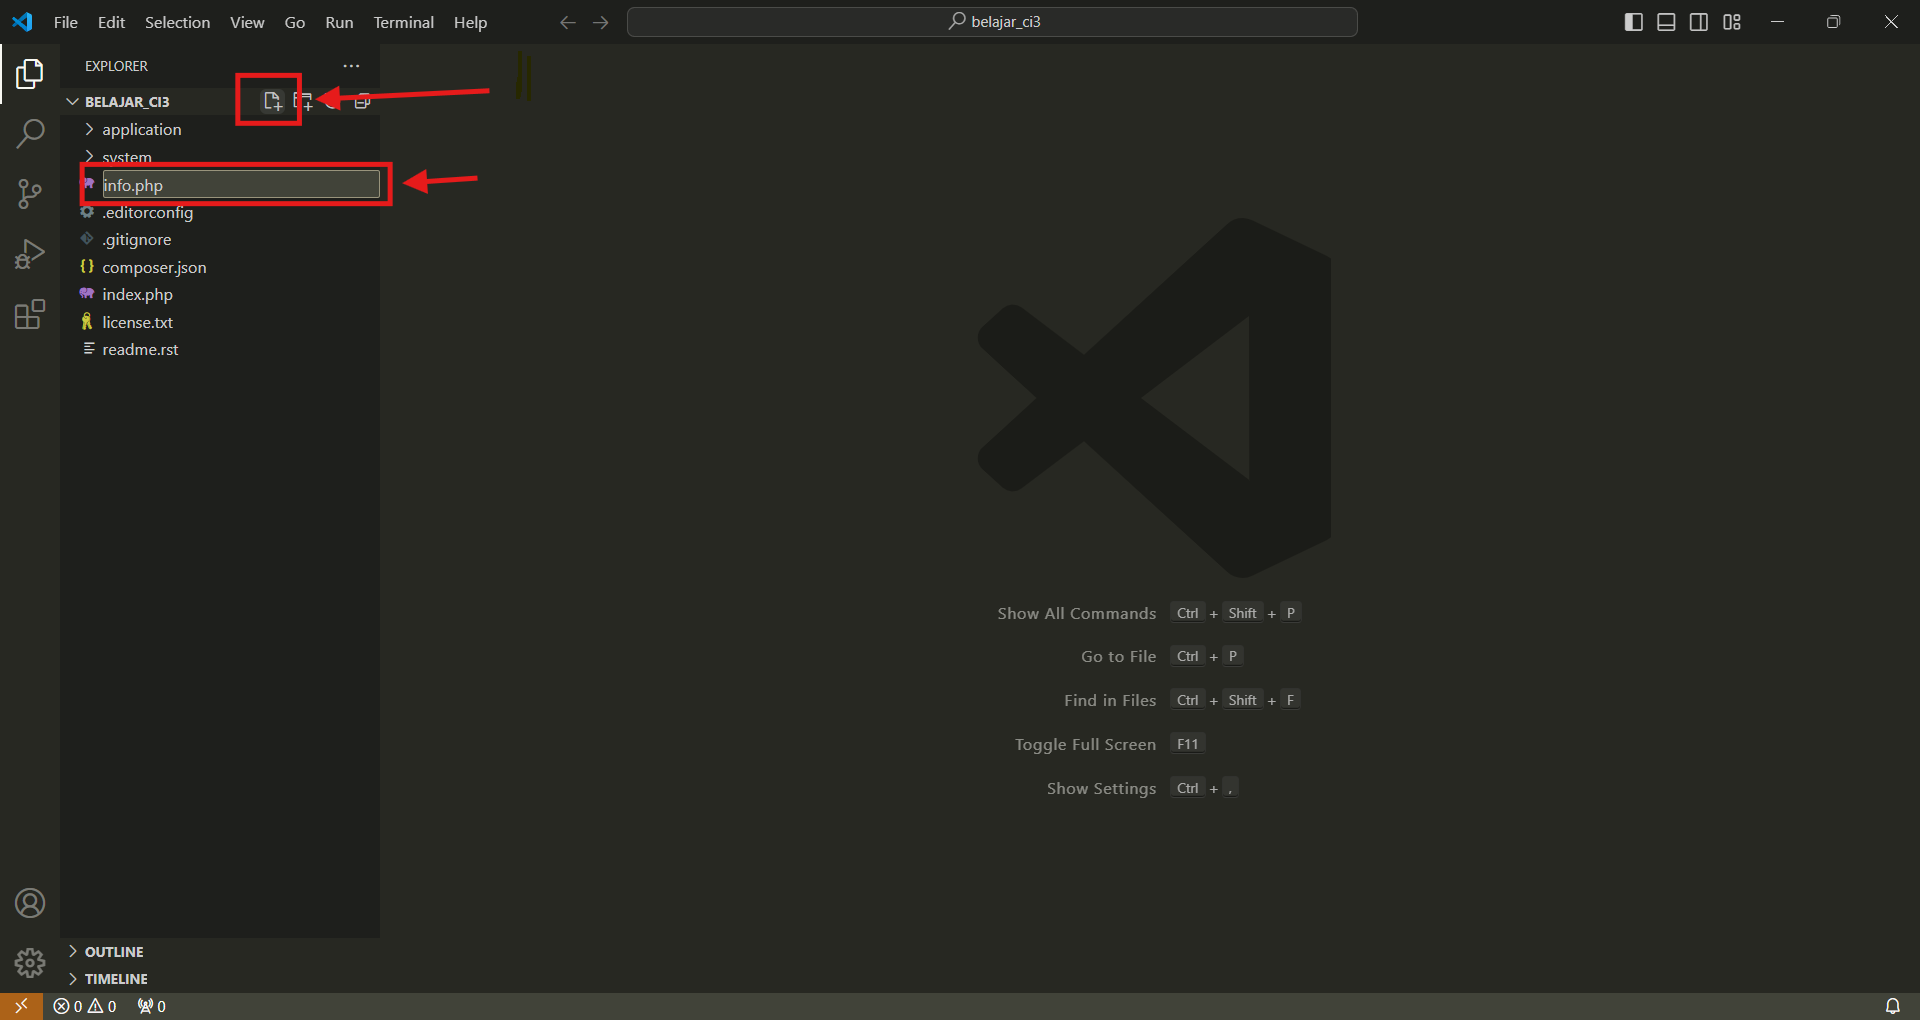 File Edit Selection View Go Run Terminal Help
belajar_ci3
EXPLORER
BELAJAR_CI3
application
system
info.php
.editorconfig
.gitignore
composer.json
index.php
license.txt
readme.rst
Show All Commands Ctrl + Shift + P
Go to File Ctrl + P
Find in Files Ctrl + Shift + F
Toggle Full Screen F11
Show Settings Ctrl + ,
OUTLINE
TIMELINE
0 0 0